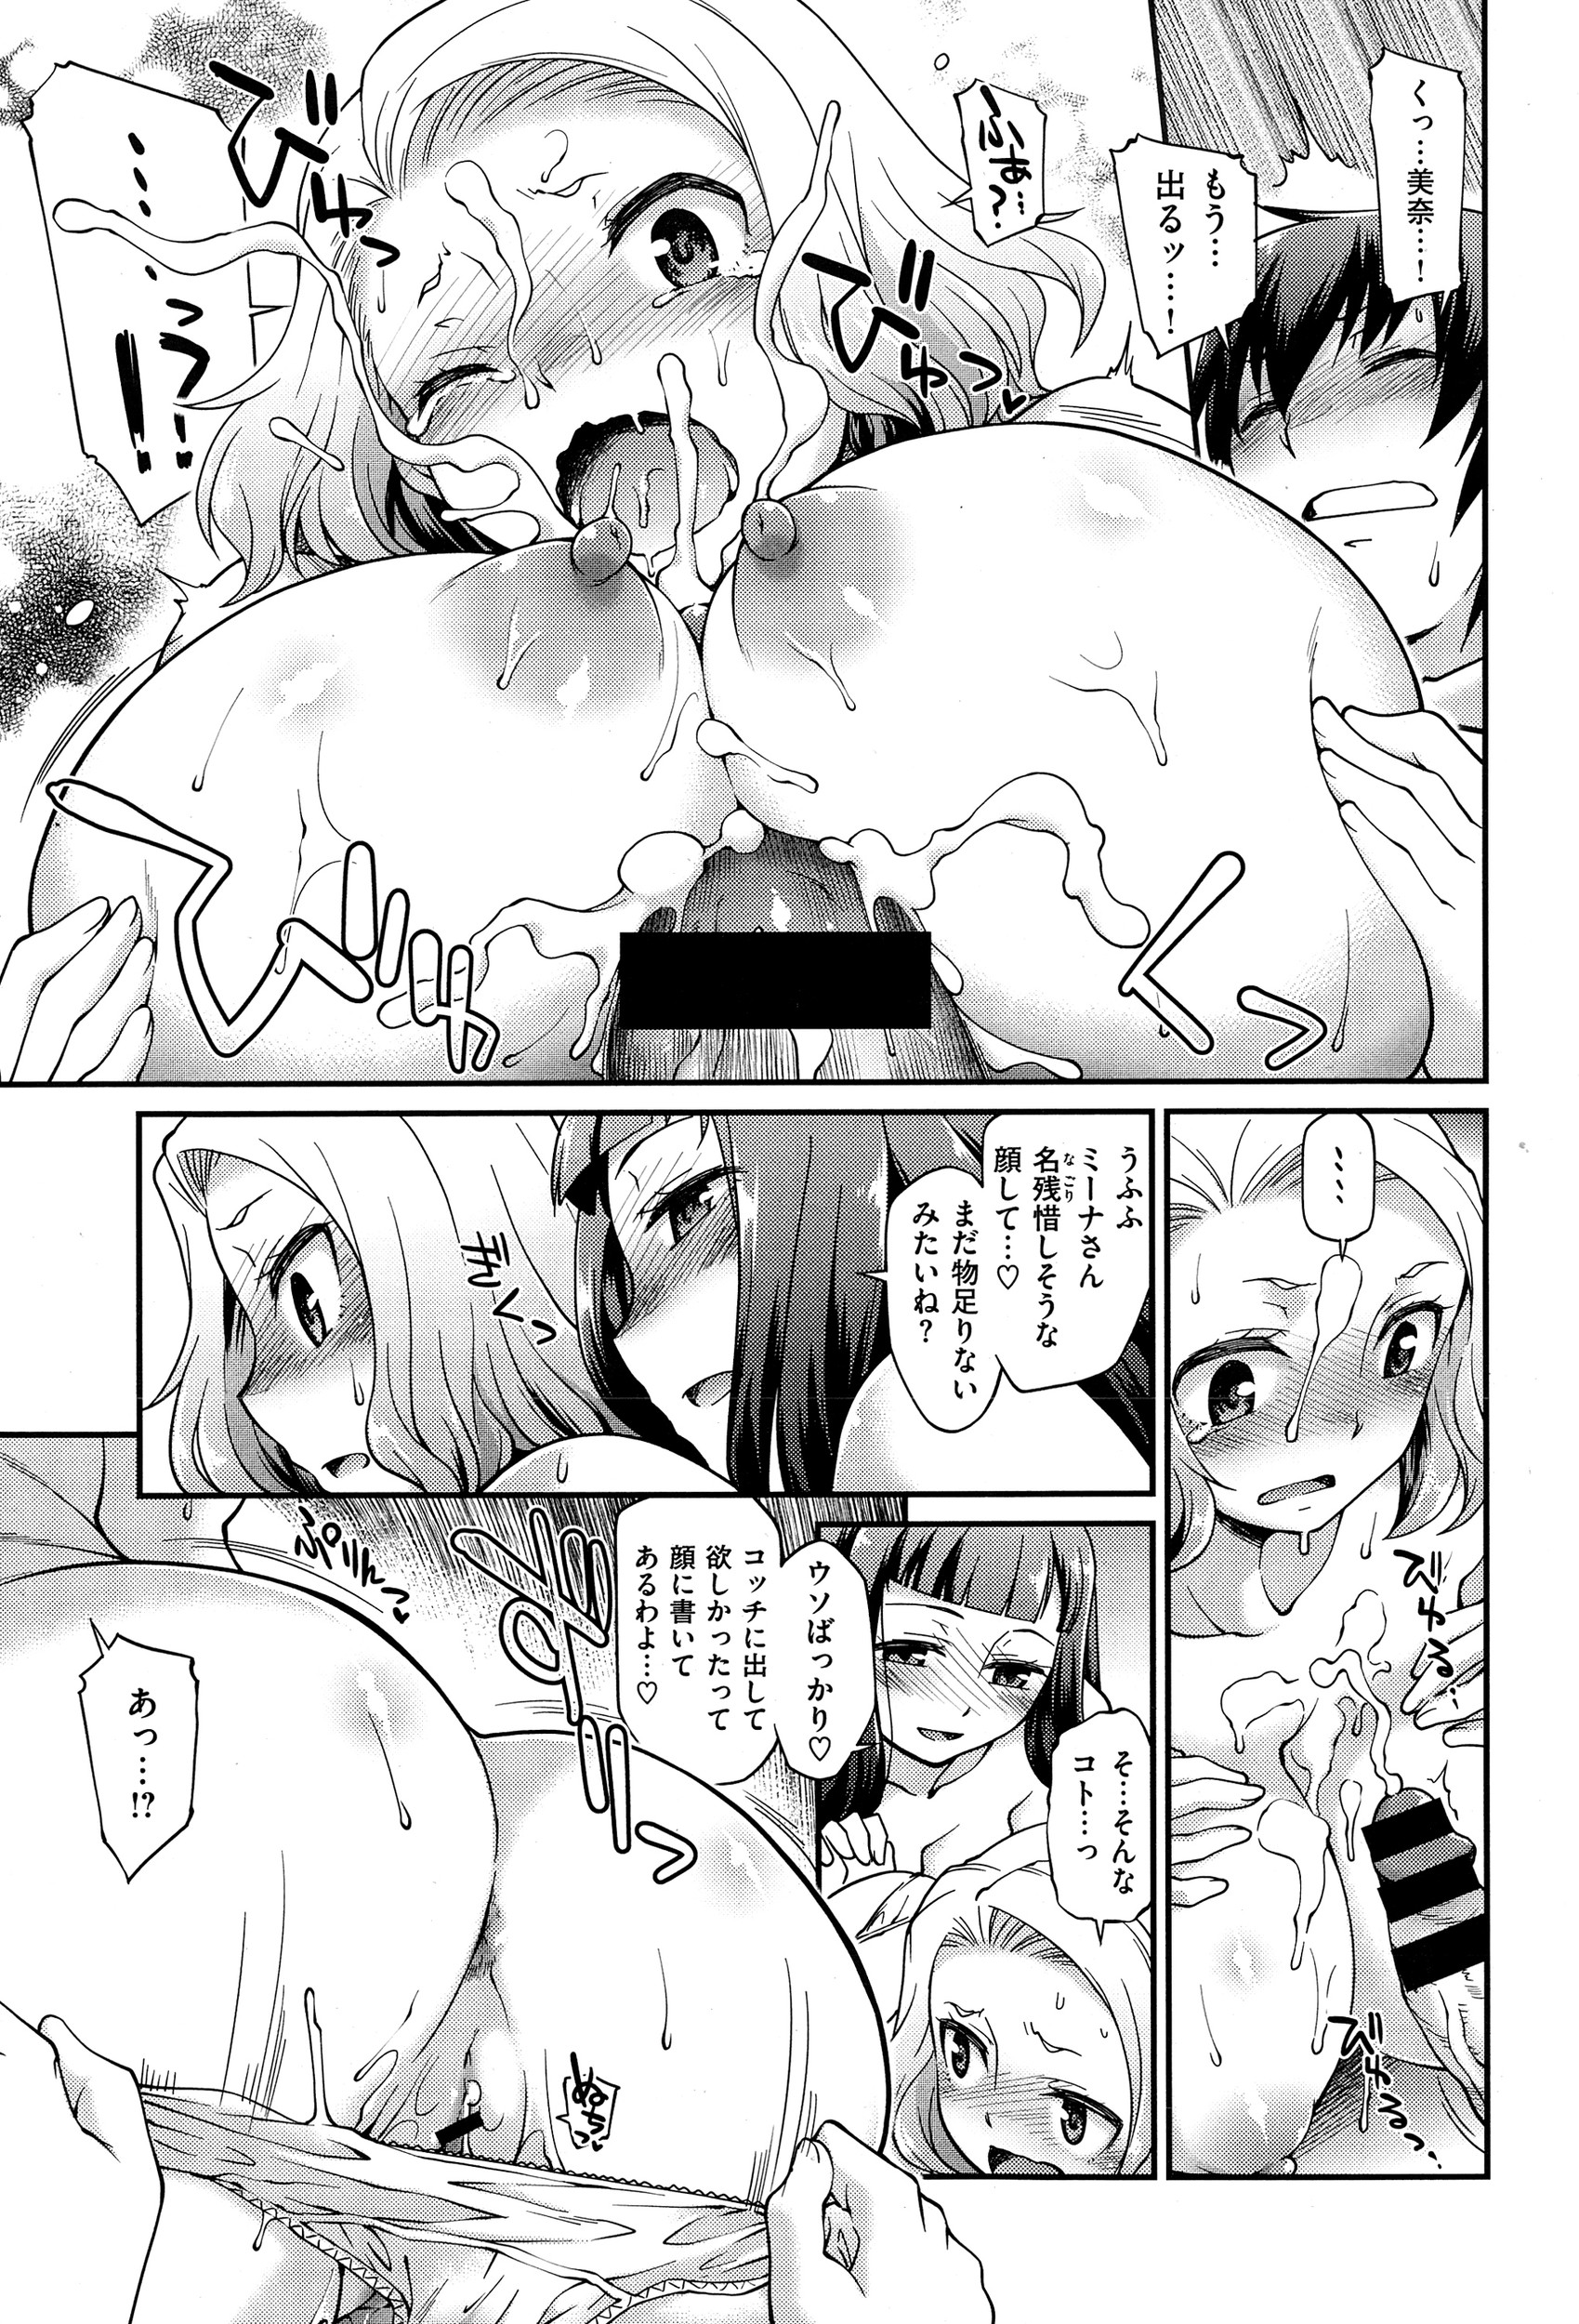 くっ…美奈…!
もう…
出るッ…!
ふぁ…
?
びゅっ
びゅっ
…っ
!!
びゅくっ
……
びゅる
びゅるっ
うふふ
ミーナさん
名残惜しそうな
なごり
顔して…♡
まだ物足りない
みたいね?
そ…そんな
コト…っ
ウソばっかり♡
コッチに出して
欲しかったって
顔に書いて
あるわよ…♡
ぷりんっ
あっ…!?
ぬちっ